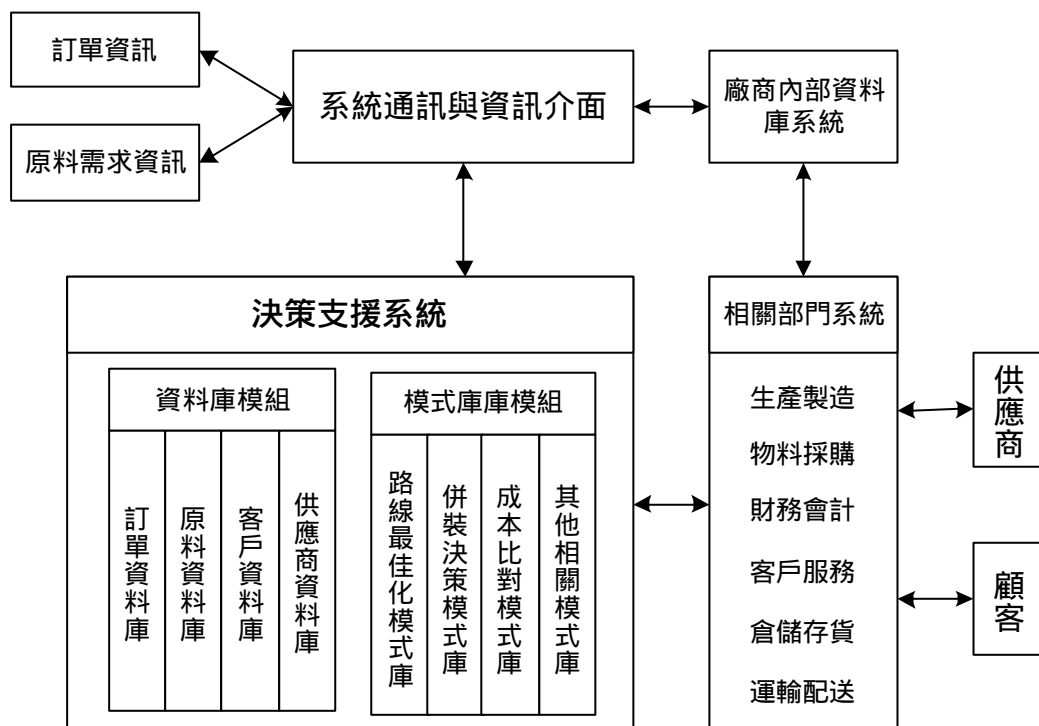 訂單資訊
原料需求資訊
系統通訊與資訊介面
廠商內部資料
庫系統
決策支援系統
資料庫模組
訂單資料庫
原料資料庫
客戶資料庫
供應商資料庫
模式庫庫模組
路線最佳化模式庫
併裝決策模式庫
成本比對模式庫
其他相關模式庫
相關部門系統
生產製造
物料採購
財務會計
客戶服務
倉儲存貨
運輸配送
供應商
顧客